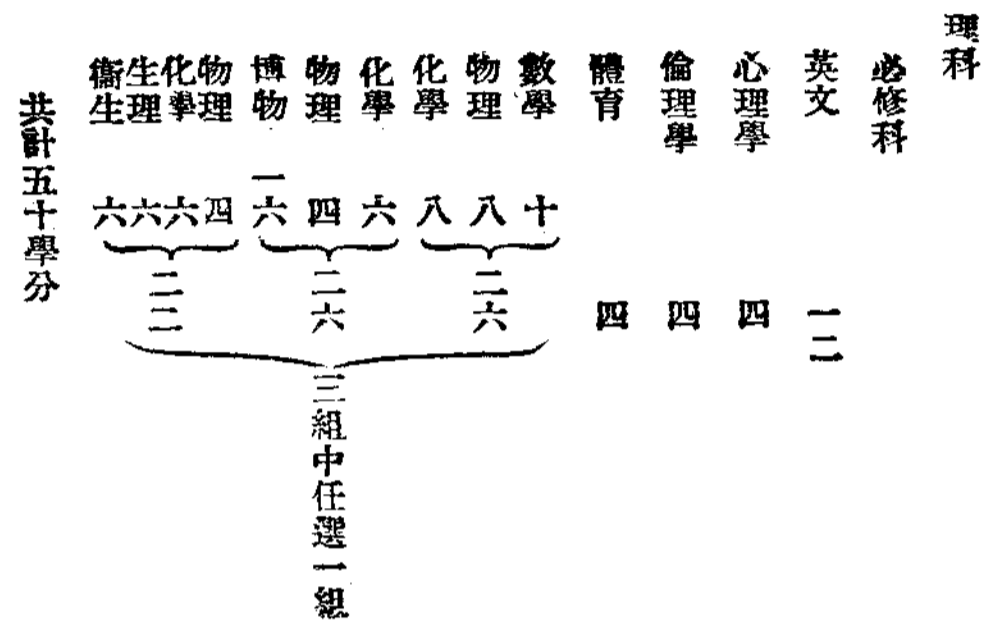 理科
必修科
英文 一二
心理學 四
倫理學 四
體育 四
數學 十
物理 八
化學 八
二六
化學 六
物理 四
博物 一六
二六
物理 四
化學 六
生理 六
衞生 六
二二
三組中任選一組
共計五十學分